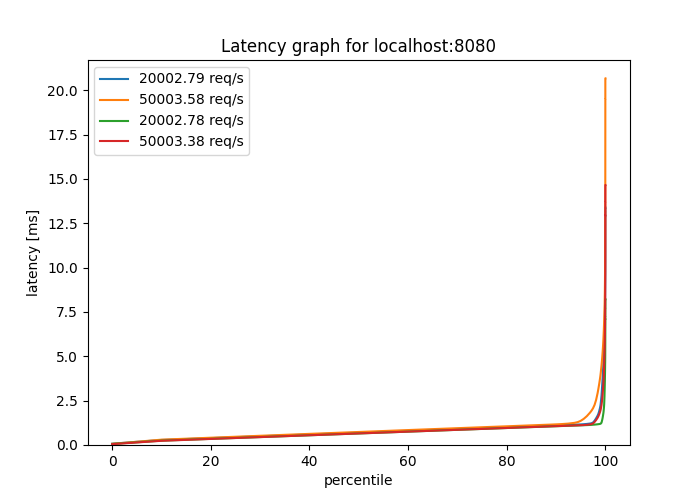 Latency graph for localhost:8080
20002.79 req/s
50003.58 req/s
20002.78 req/s
50003.38 req/s
latency [ms]
20.0
17.5
15.0
12.5
10.0
7.5
5.0
2.5
0.0
0 20 40 60 80 100
percentile